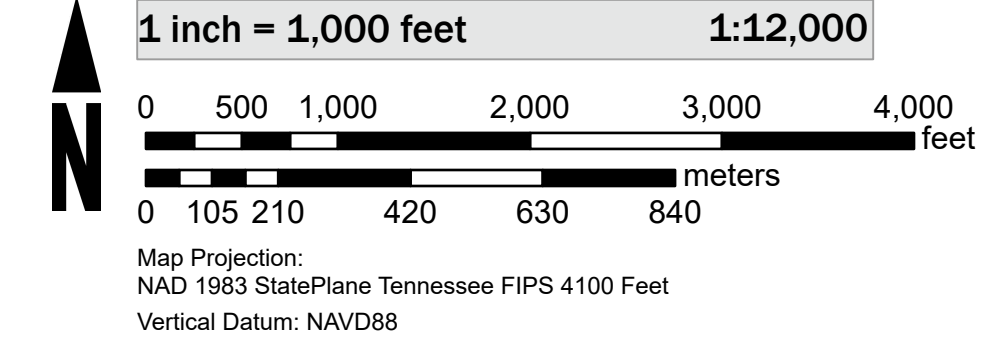 1 inch = 1,000 feet 1:12,000
0 500 1,000 2,000 3,000 4,000
feet
N
meters
0 105 210 420 630 840
Map Projection:
NAD 1983 StatePlane Tennessee FIPS 4100 Feet
Vertical Datum: NAVD88